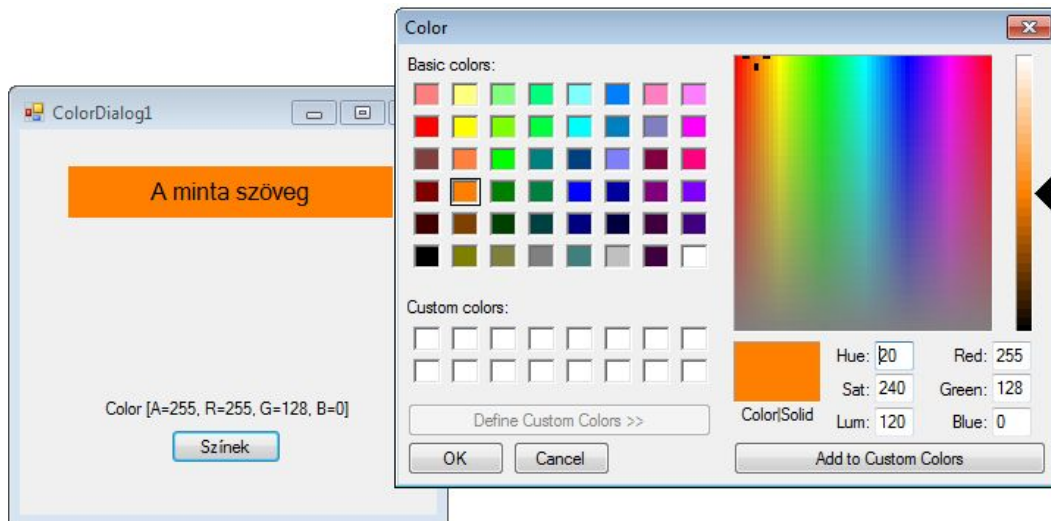 ColorDialog1
A minta szöveg
Color [A=255, R=255, G=128, B=0]
Színek
Color
Basic colors:
Custom colors:
Define Custom Colors >>
OK
Cancel
Hue: 20
Sat: 240
Lum: 120
Red: 255
Green: 128
Blue: 0
Color|Solid
Add to Custom Colors